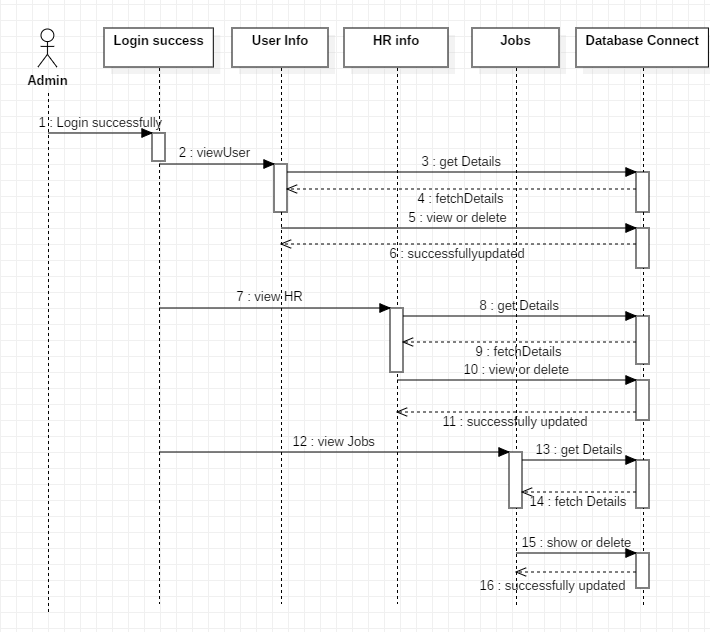 Login success
User Info
HR info
Jobs
Database Connect
Admin
1 : Login successfully
2 : viewUser
3 : get Details
4 : fetchDetails
5 : view or delete
6 : successfullyupdated
7 : view HR
8 : get Details
9 : fetchDetails
10 : view or delete
11 : successfully updated
12 : view Jobs
13 : get Details
14 : fetch Details
15 : show or delete
16 : successfully updated